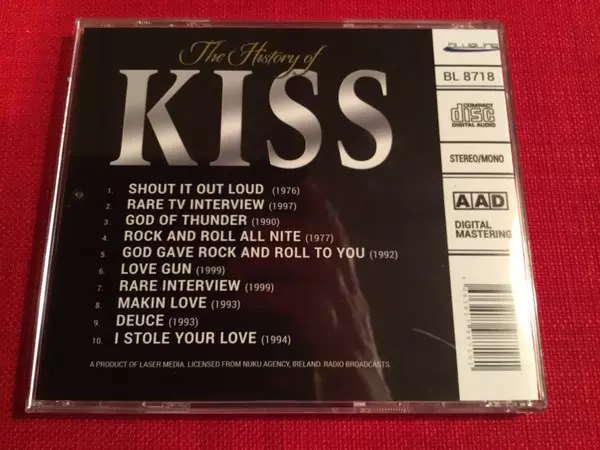 The History of
KISS
1. SHOUT IT OUT LOUD (1976)
2. RARE TV INTERVIEW (1997)
3. GOD OF THUNDER (1990)
4. ROCK AND ROLL ALL NITE (1977)
5. GOD GAVE ROCK AND ROLL TO YOU (1992)
6. LOVE GUN (1999)
7. RARE INTERVIEW (1999)
8. MAKIN LOVE (1993)
9. DEUCE (1993)
10. I STOLE YOUR LOVE (1994)
A PRODUCT OF LASER MEDIA. LICENSED FROM NUKU AGENCY, IRELAND. RADIO BROADCASTS.
BL 8718
COMPACT
disc
DIGITAL AUDIO
STEREO/MONO
AAD
DIGITAL
MASTERING